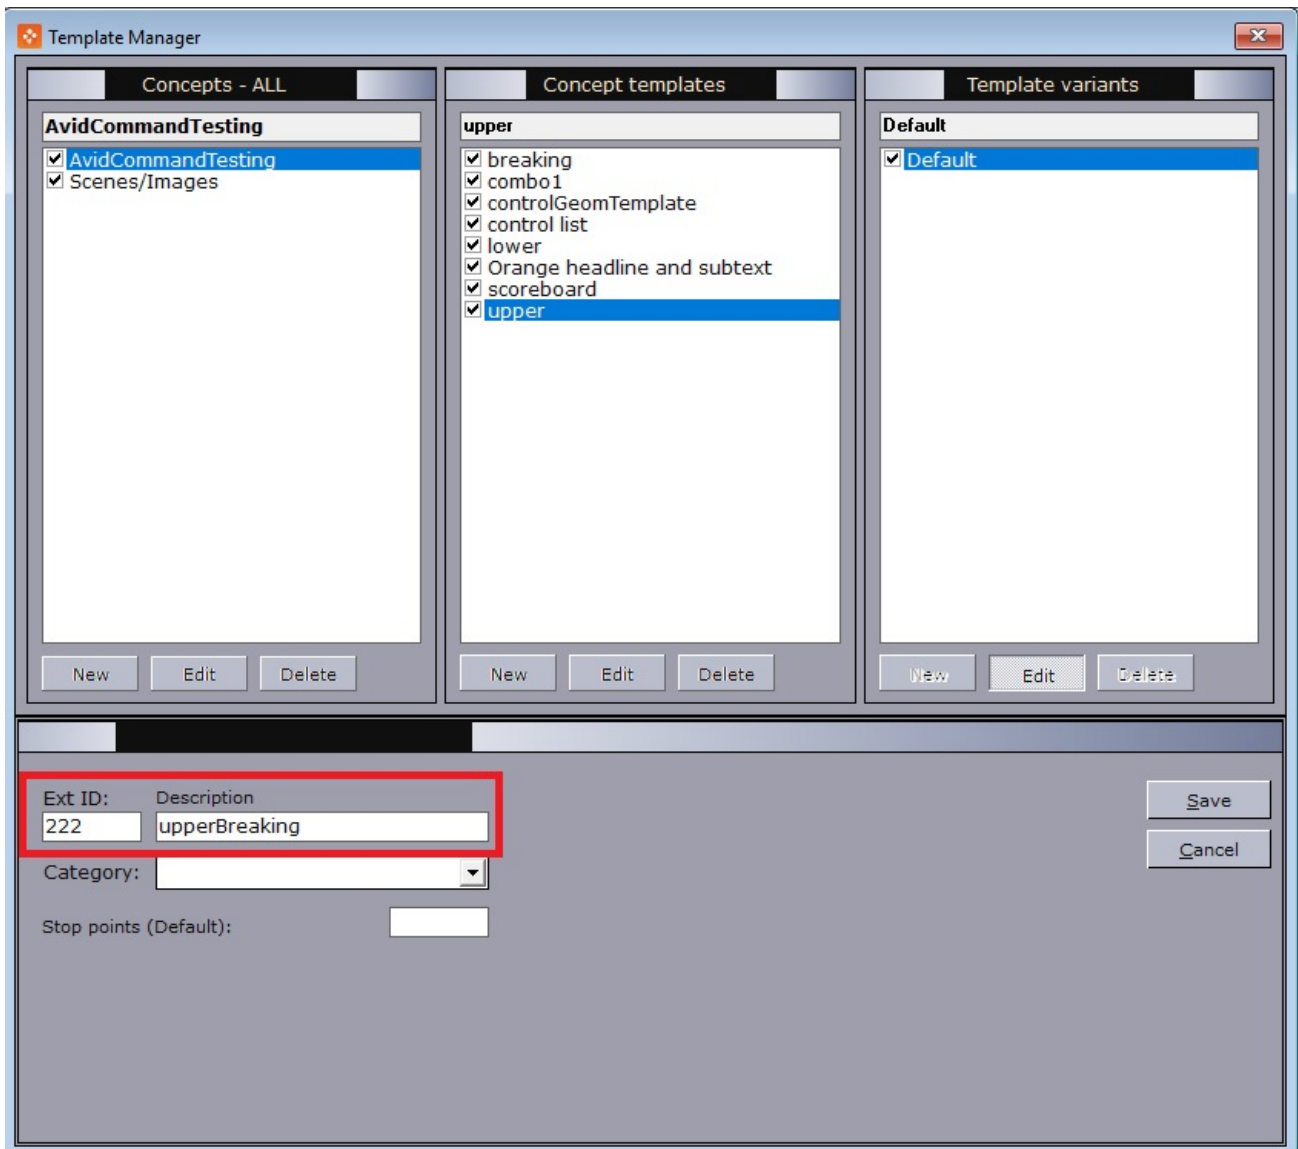 Template Manager
Concepts - ALL
AvidCommandTesting
AvidCommandTesting
Scenes/Images
New Edit Delete
Concept templates
upper
breaking
combo1
controlGeomTemplate
control list
lower
Orange headline and subtext
scoreboard
upper
New Edit Delete
Template variants
Default
Default
New Edit Delete
Ext ID: Description
222 upperBreaking
Category:
Stop points (Default):
Save
Cancel